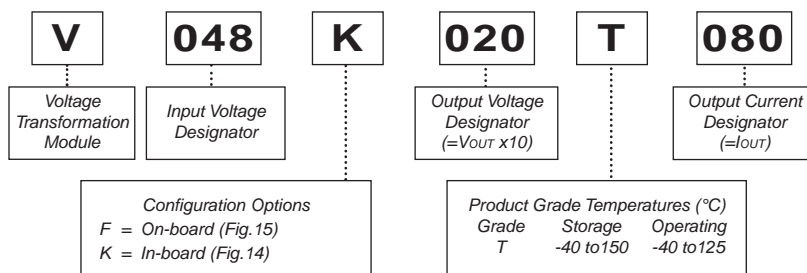 V 048 K 020 T 080
Voltage
Transformation
Module
Input Voltage
Designator
Output Voltage
Designator
(=VOUT x10)
Output Current
Designator
(=IOUT)
Configuration Options
F = On-board (Fig.15)
K = In-board (Fig.14)
Product Grade Temperatures (°C)
Grade Storage Operating
T -40 to150 -40 to125